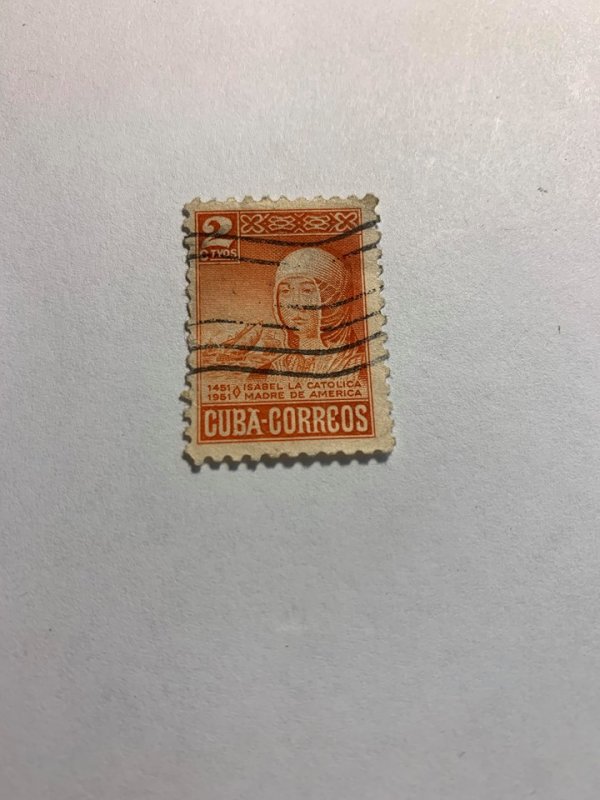 2
CTVOS
1451 ISABEL LA CATOLICA
1951 MADRE DE AMERICA
CUBA-CORREOS